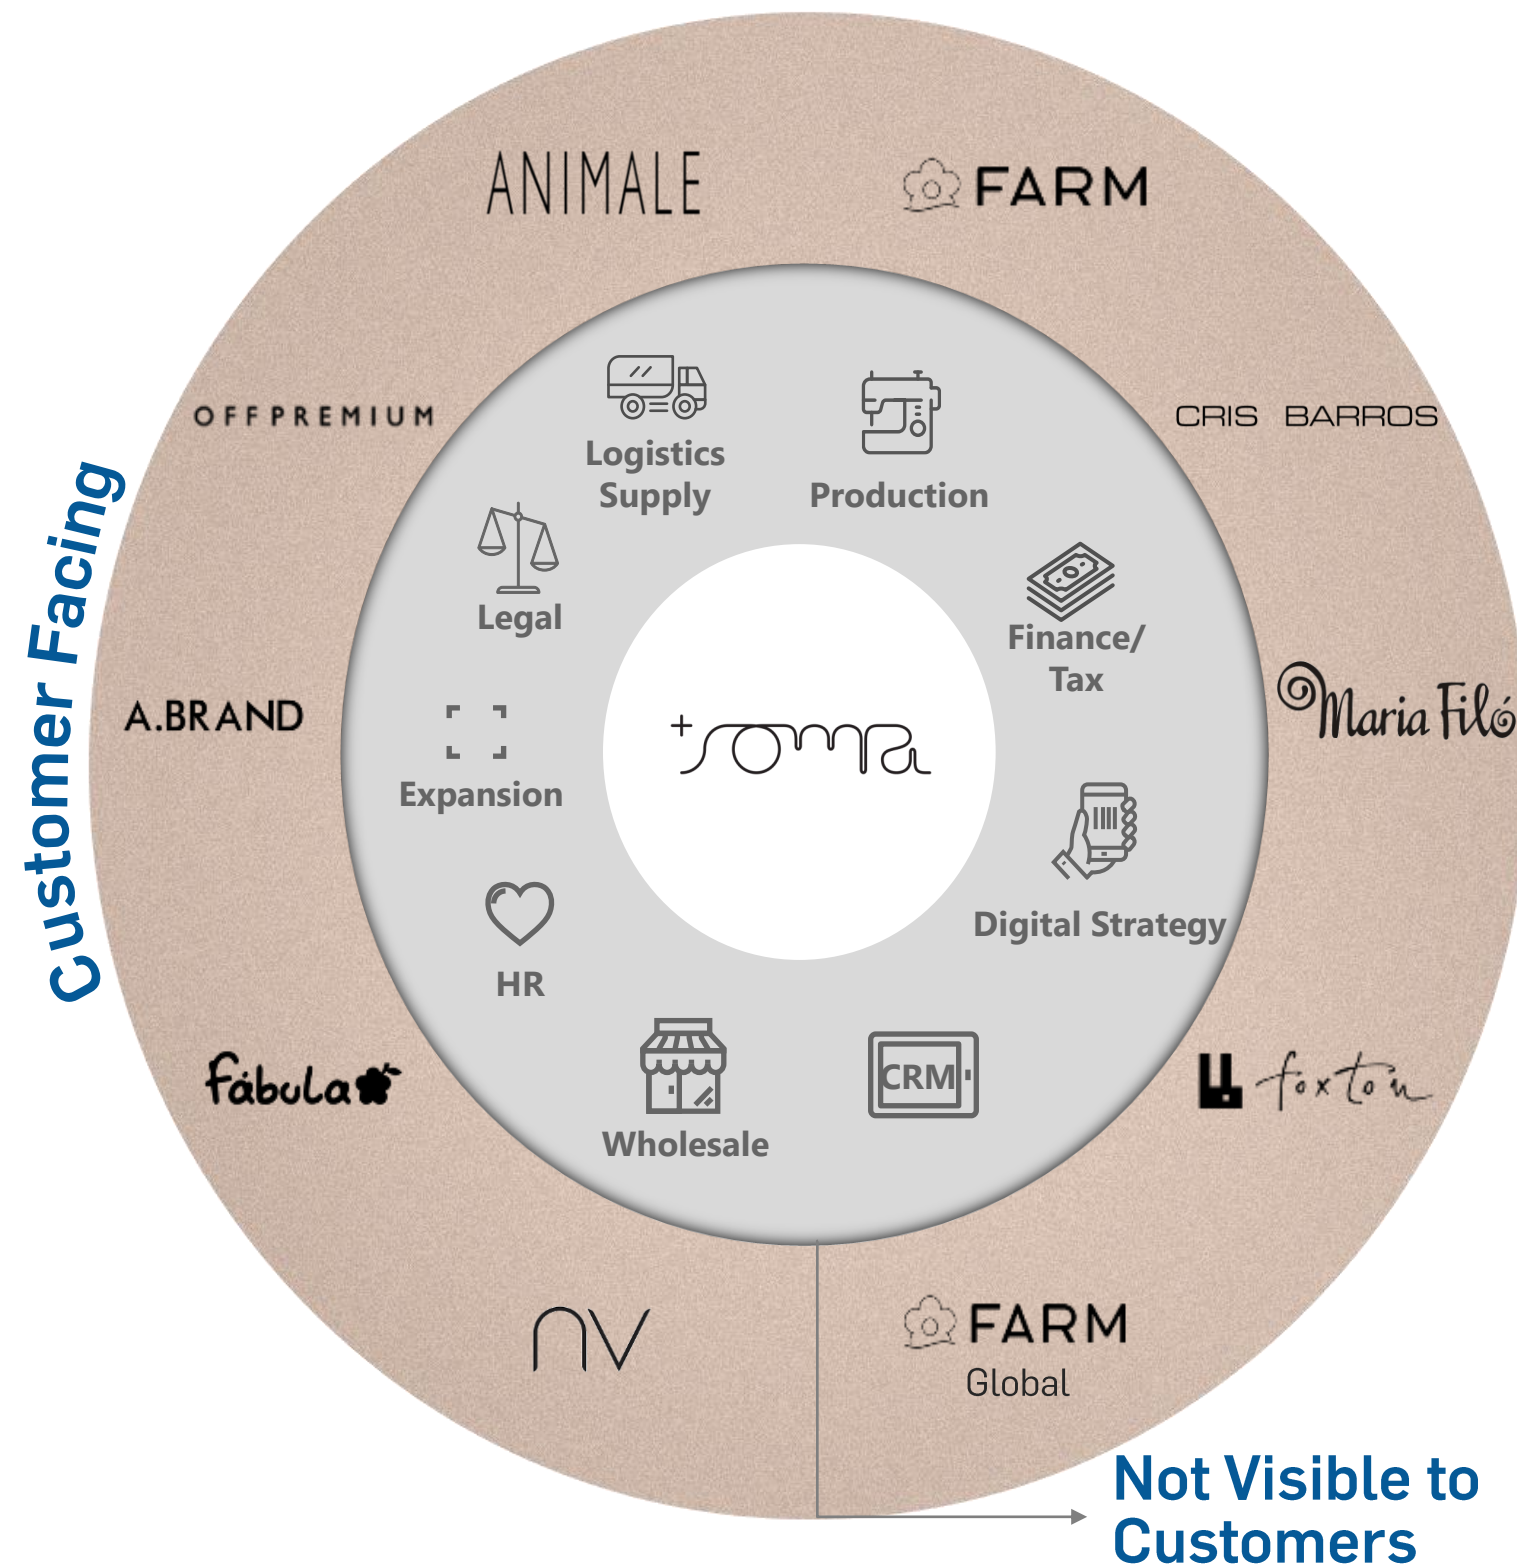 ANIMALE
FARM
OFFPREMIUM
CRIS BARROS
Customer Facing
A.BRAND
Maria Filó
fábula
foxton
nv
FARM
Global
Logistics
Supply
Production
Legal
Finance/
Tax
Expansion
Digital Strategy
HR
CRM
Wholesale
+soma
Not Visible to
Customers